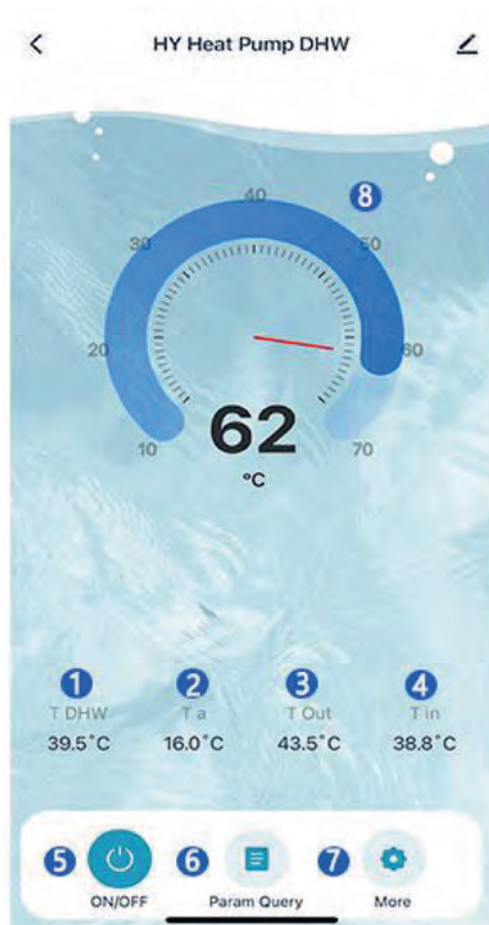 HY Heat Pump DHW
40
8
30
50
20
60
62
10
70
°C
1 2 3 4
T DHW T a T Out T in
39.5°C 16.0°C 43.5°C 38.8°C
5 6 7
ON/OFF Param Query More